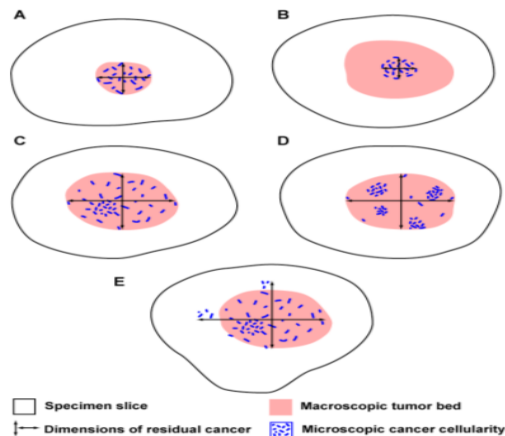 A
B
C
D
E
Specimen slice
Macroscopic tumor bed
Dimensions of residual cancer
Microscopic cancer cellularity